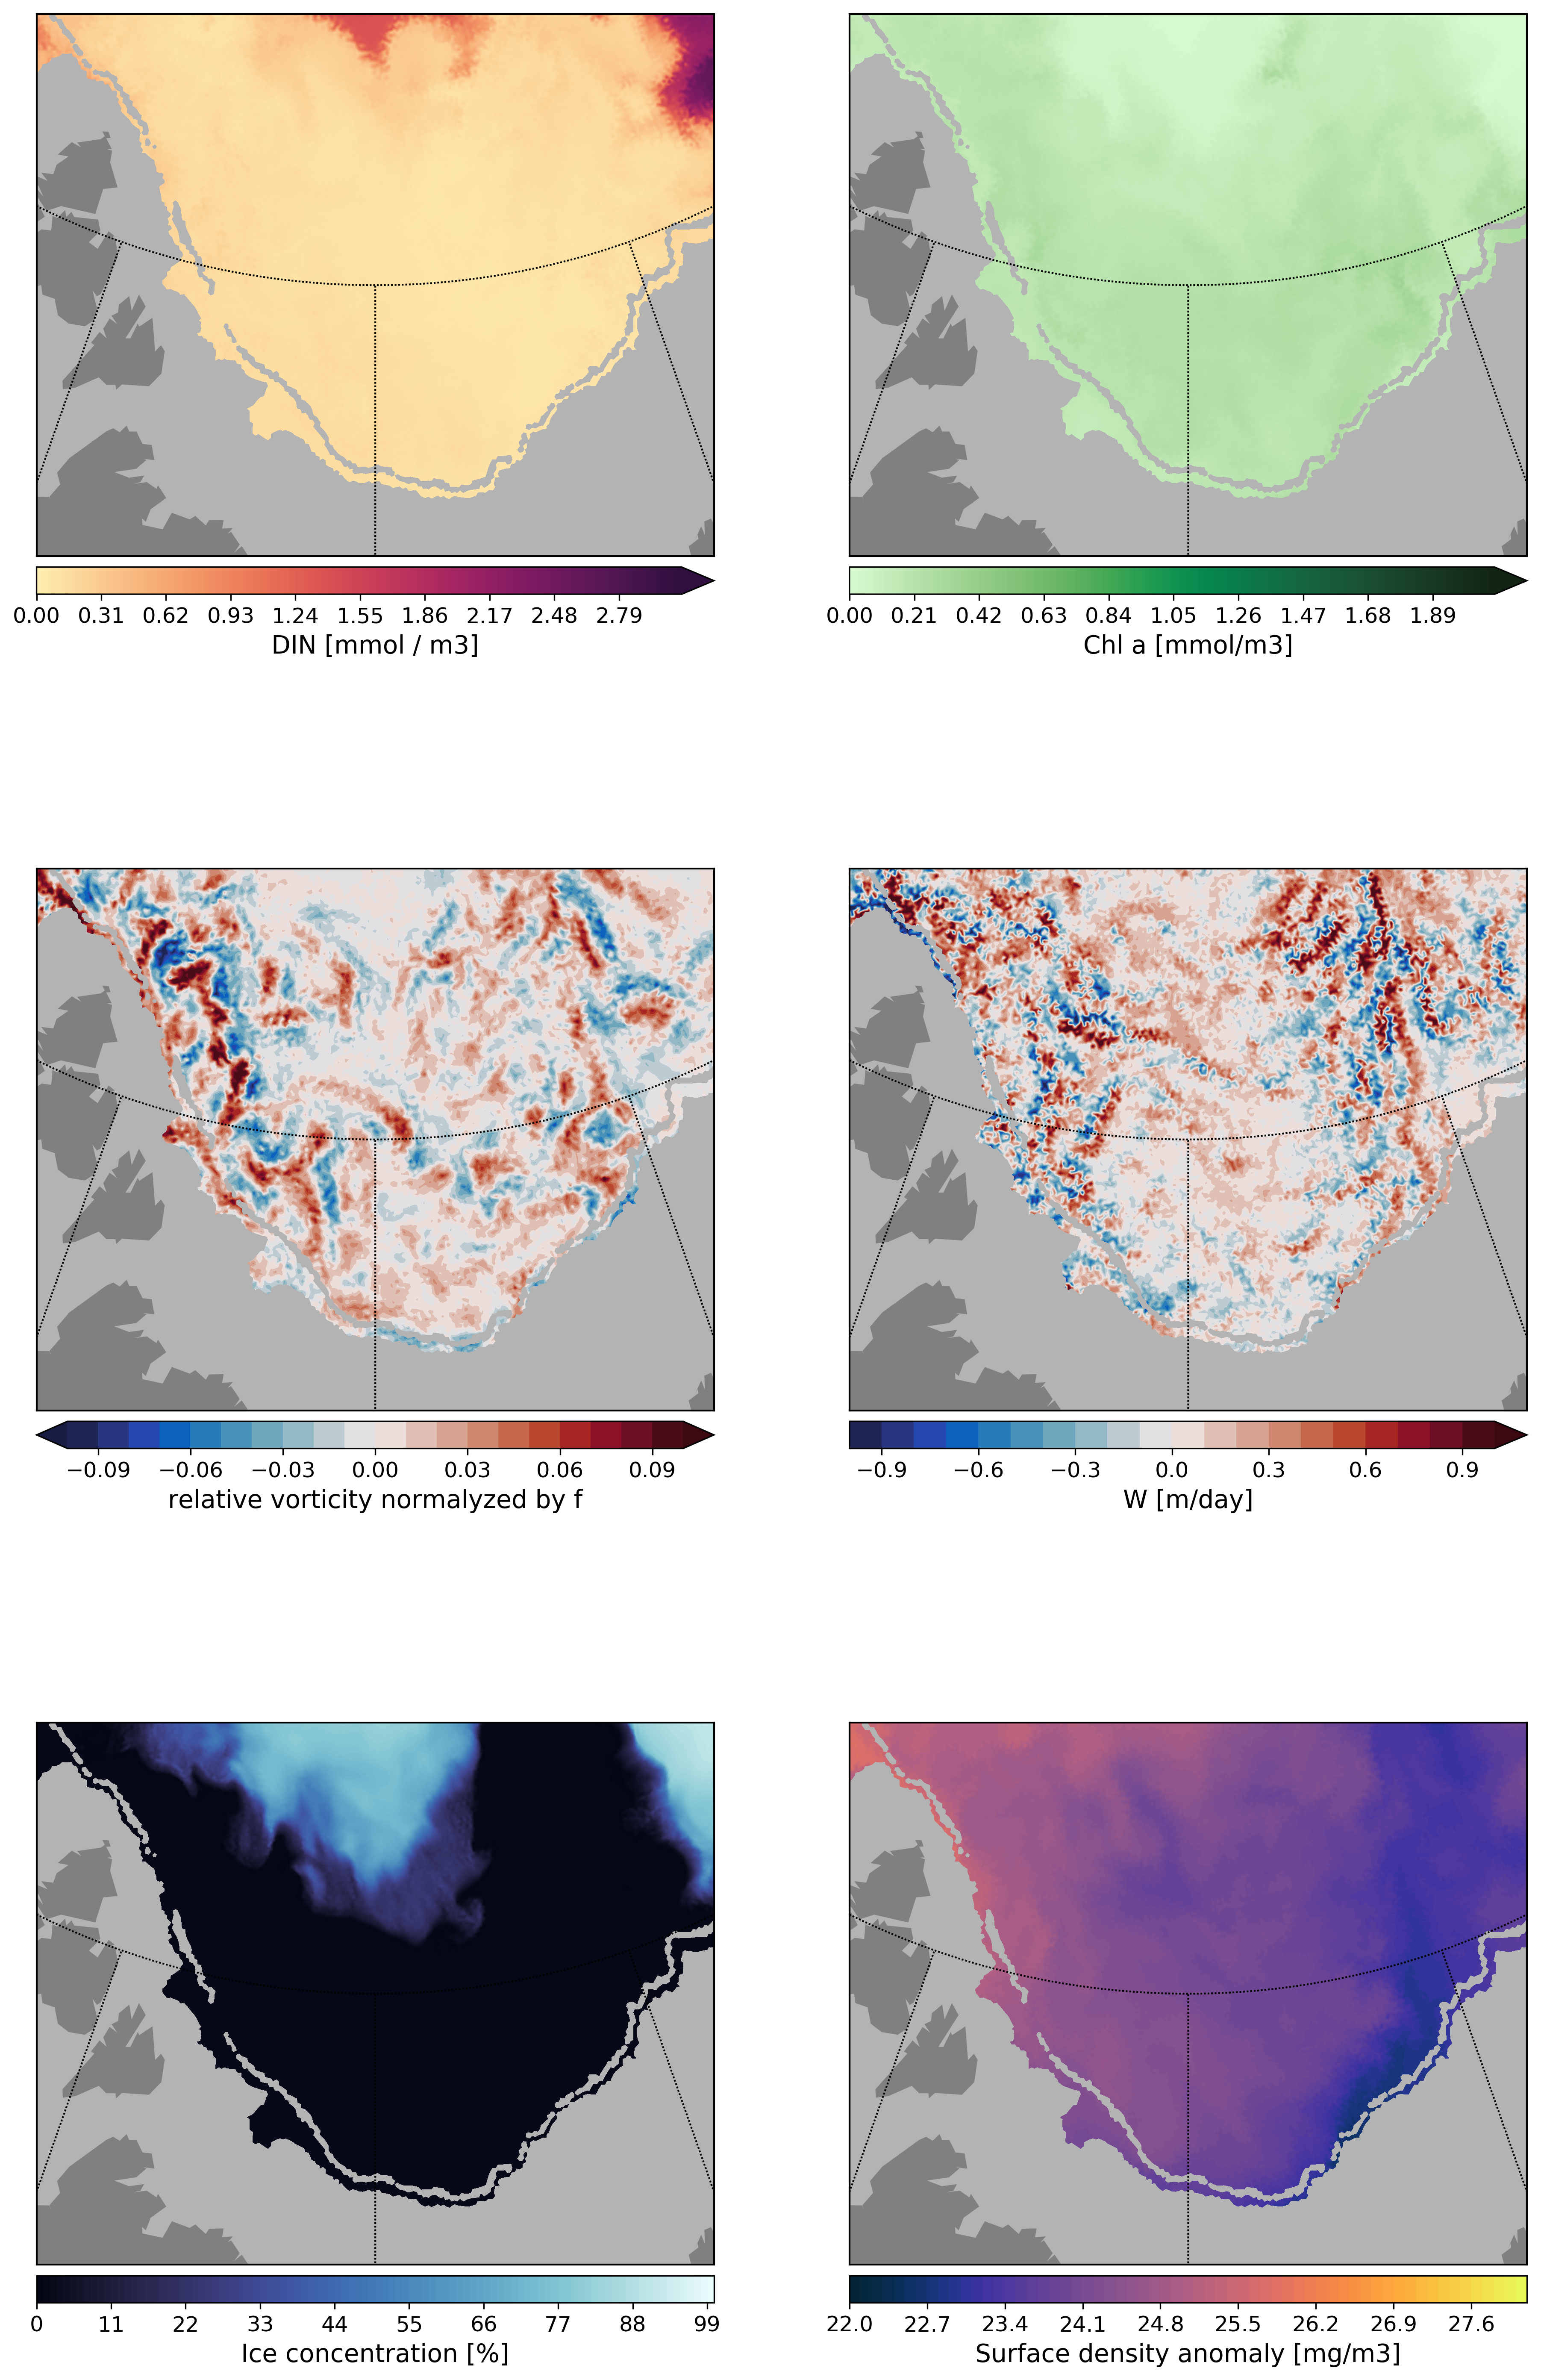 0.00 0.31 0.62 0.93 1.24 1.55 1.86 2.17 2.48 2.79
DIN [mmol / m3]
0.00 0.21 0.42 0.63 0.84 1.05 1.26 1.47 1.68 1.89
Chl a [mmol/m3]
−0.09 −0.06 −0.03 0.00 0.03 0.06 0.09
relative vorticity normalyzed by f
−0.9 −0.6 −0.3 0.0 0.3 0.6 0.9
W [m/day]
0 11 22 33 44 55 66 77 88 99
Ice concentration [%]
22.0 22.7 23.4 24.1 24.8 25.5 26.2 26.9 27.6
Surface density anomaly [mg/m3]